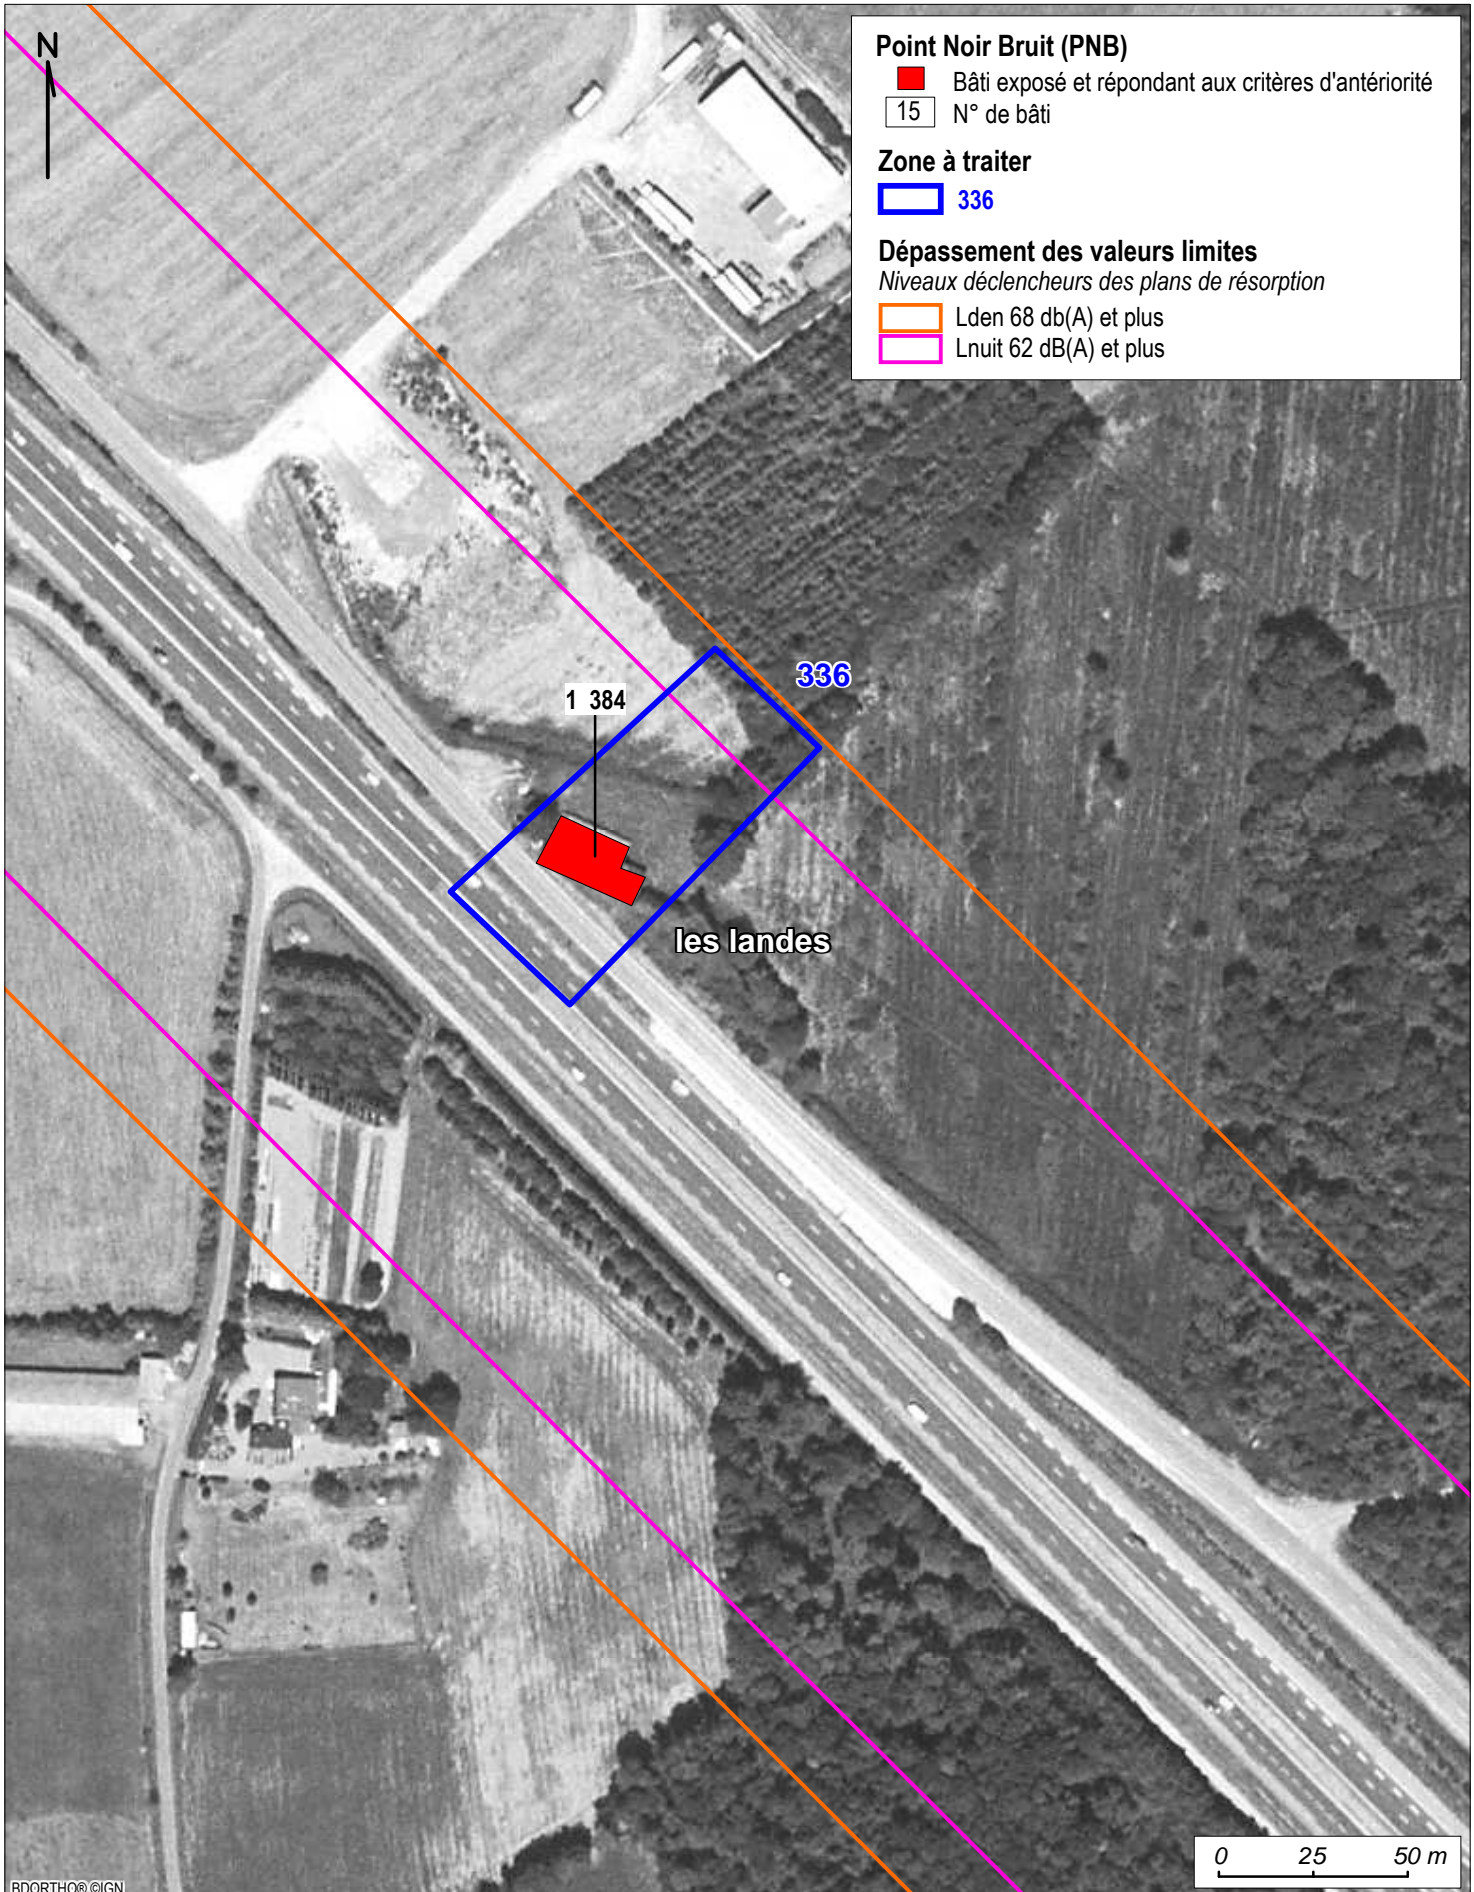 N
Point Noir Bruit (PNB)
Bâti exposé et répondant aux critères d'antériorité
15 N° de bâti
Zone à traiter
336
Dépassement des valeurs limites
Niveaux déclencheurs des plans de résorption
Lden 68 db(A) et plus
Lnuit 62 dB(A) et plus
336
1 384
les landes
0 25 50 m
BDORTHO® ©IGN